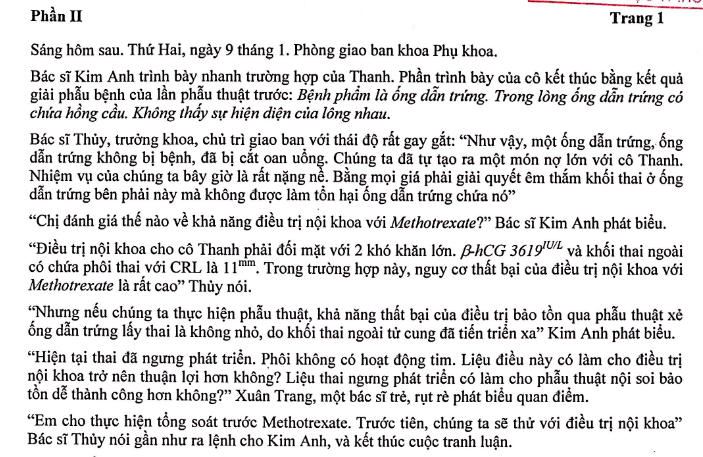 Phần II Trang 1
Sáng hôm sau. Thứ Hai, ngày 9 tháng 1. Phòng giao ban khoa Phụ khoa.
Bác sĩ Kim Anh trình bày nhanh trường hợp của Thanh. Phần trình bày của cô kết thúc bằng kết quả
giải phẫu bệnh của lần phẫu thuật trước: Bệnh phẩm là ống dẫn trứng. Trong lòng ống dẫn trứng có
chứa hồng cầu. Không thấy sự hiện diện của lông nhau.
Bác sĩ Thủy, trưởng khoa, chủ trì giao ban với thái độ rất gay gắt: “Như vậy, một ống dẫn trứng, ống
dẫn trứng không bị bệnh, đã bị cắt oan uổng. Chúng ta đã tự tạo ra một món nợ lớn với cô Thanh.
Nhiệm vụ của chúng ta bây giờ là rất nặng nề. Bằng mọi giá phải giải quyết êm thắm khối thai ở ống
dẫn trứng bên phải này mà không được làm tổn hại ống dẫn trứng chứa nó”
“Chị đánh giá thế nào về khả năng điều trị nội khoa với Methotrexate?” Bác sĩ Kim Anh phát biểu.
“Điều trị nội khoa cho cô Thanh phải đối mặt với 2 khó khăn lớn. β-hCG 3619^IU/L và khối thai ngoài
có chứa phôi thai với CRL là 11^mm. Trong trường hợp này, nguy cơ thất bại của điều trị nội khoa với
Methotrexate là rất cao” Thủy nói.
“Nhưng nếu chúng ta thực hiện phẫu thuật, khả năng thất bại của điều trị bảo tồn qua phẫu thuật xẻ
ống dẫn trứng lấy thai là không nhỏ, do khối thai ngoài tử cung đã tiến triển xa” Kim Anh phát biểu.
“Hiện tại thai đã ngưng phát triển. Phôi không có hoạt động tim. Liệu điều này có làm cho điều trị
nội khoa trở nên thuận lợi hơn không? Liệu thai ngưng phát triển có làm cho phẫu thuật nội soi bảo
tồn dễ thành công hơn không?” Xuân Trang, một bác sĩ trẻ, rụt rè phát biểu quan điểm.
“Em cho thực hiện tổng soát trước Methotrexate. Trước tiên, chúng ta sẽ thử với điều trị nội khoa”
Bác sĩ Thủy nói gần như ra lệnh cho Kim Anh, và kết thúc cuộc tranh luận.